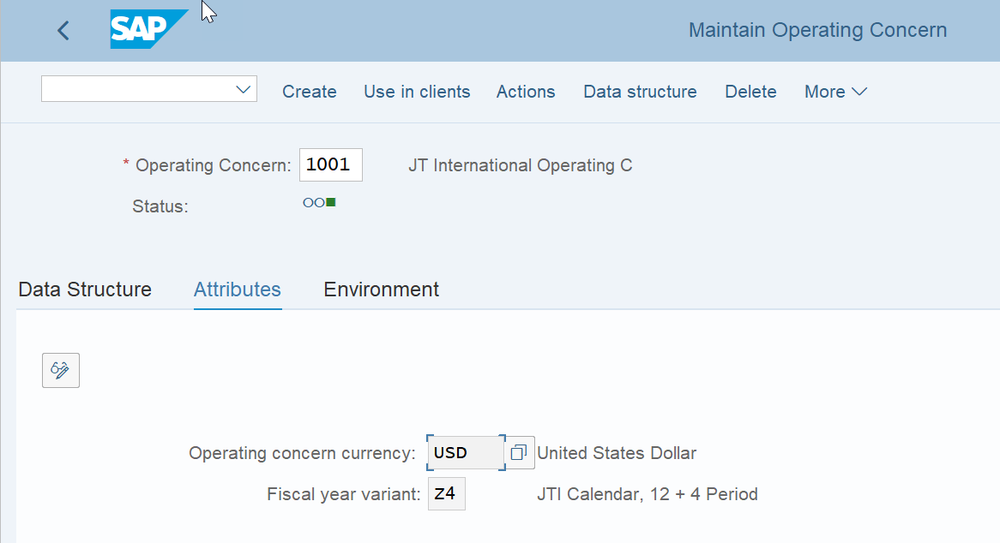 SAP
Maintain Operating Concern
Create Use in clients Actions Data structure Delete More
* Operating Concern: 1001 JT International Operating C
Status:
Data Structure Attributes Environment
Operating concern currency: USD United States Dollar
Fiscal year variant: Z4 JTI Calendar, 12 + 4 Period